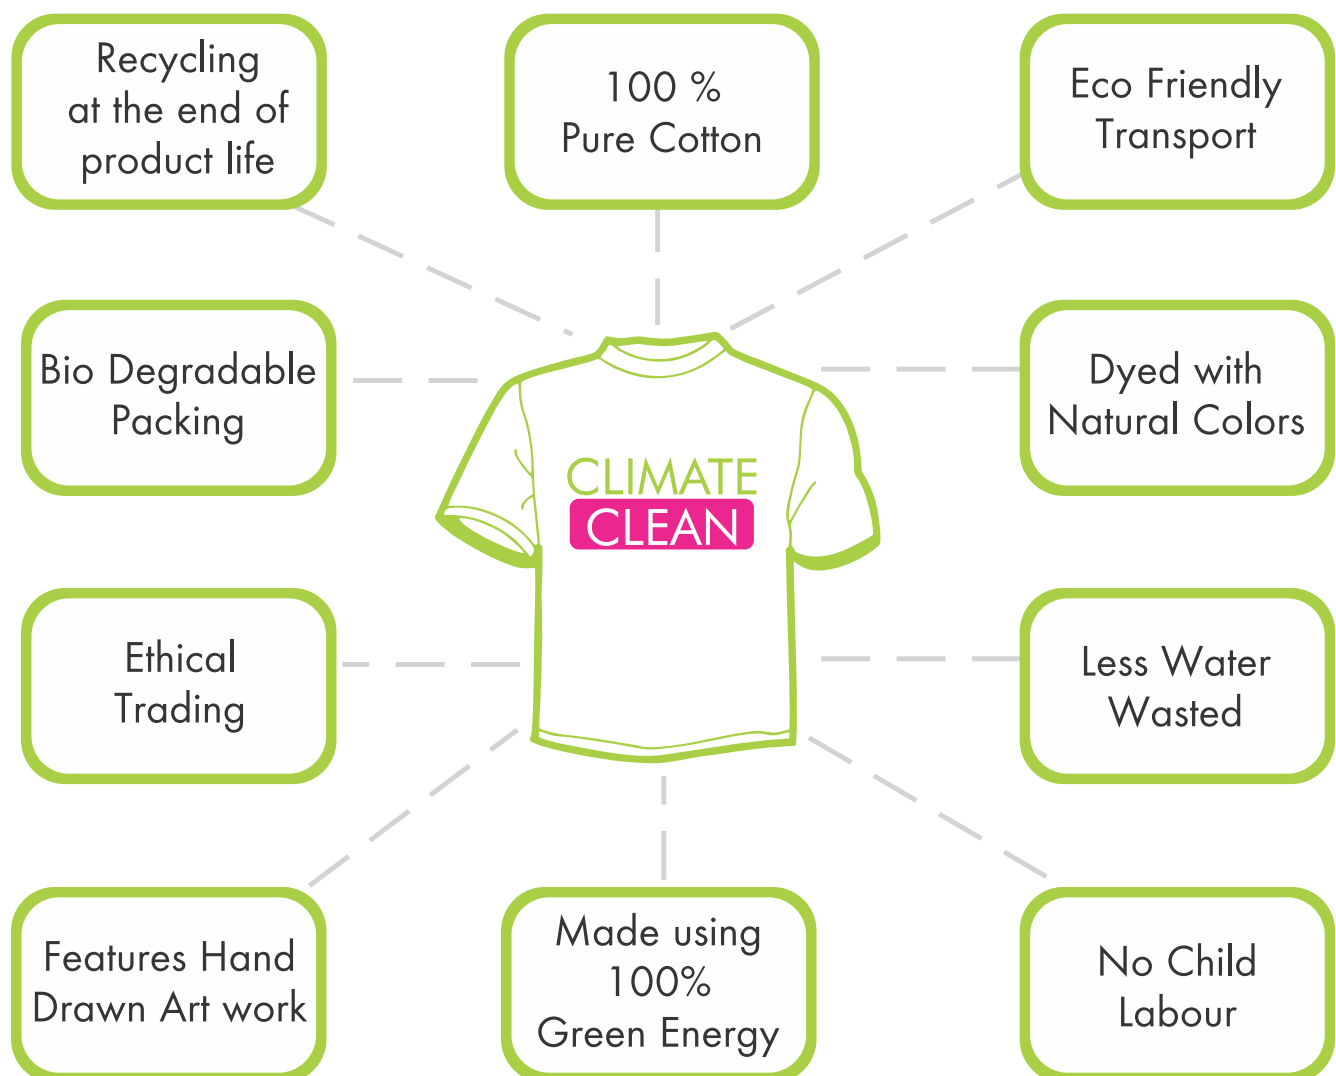 Recycling
at the end of
product life
100 %
Pure Cotton
Eco Friendly
Transport
Bio Degradable
Packing
Dyed with
Natural Colors
CLIMATE
CLEAN
Ethical
Trading
Less Water
Wasted
Features Hand
Drawn Art work
Made using
100%
Green Energy
No Child
Labour